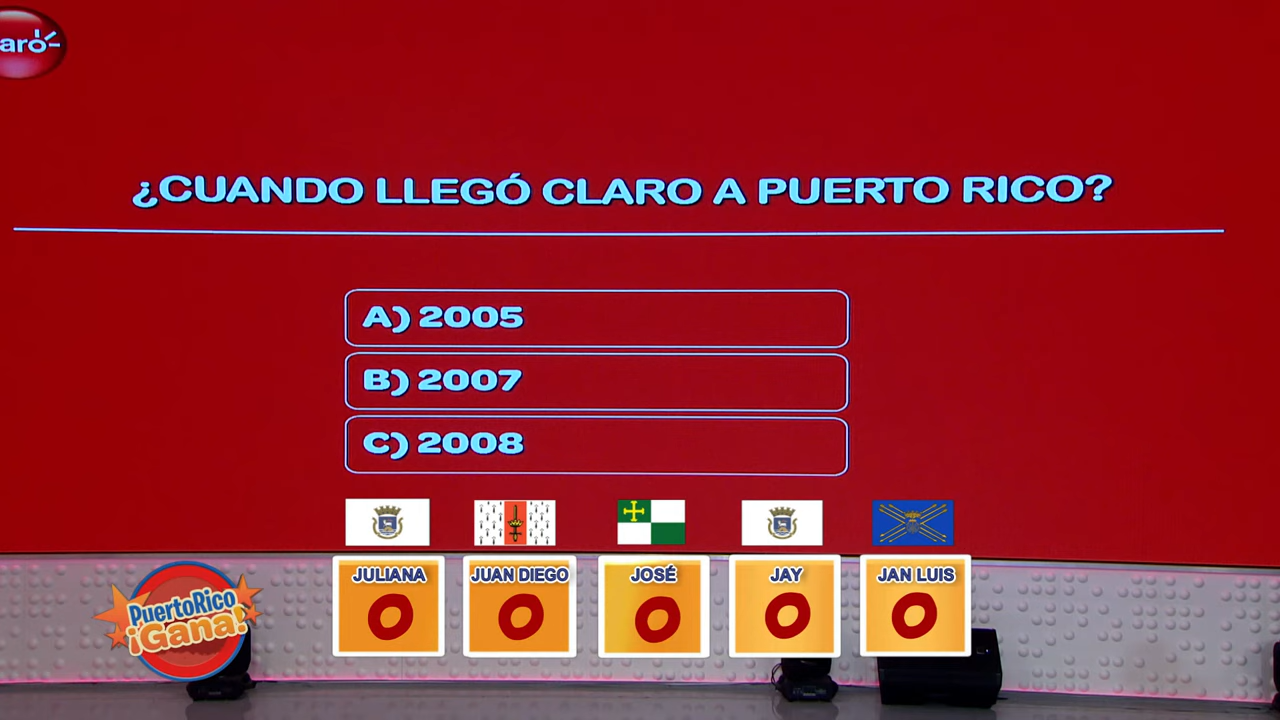 aro
¿CUANDO LLEGÓ CLARO A PUERTO RICO?
A) 2005
B) 2007
C) 2008
JULIANA JUAN DIEGO JOSÉ JAY JAN LUIS
0 0 0 0 0
PuertoRico
¡Gana!